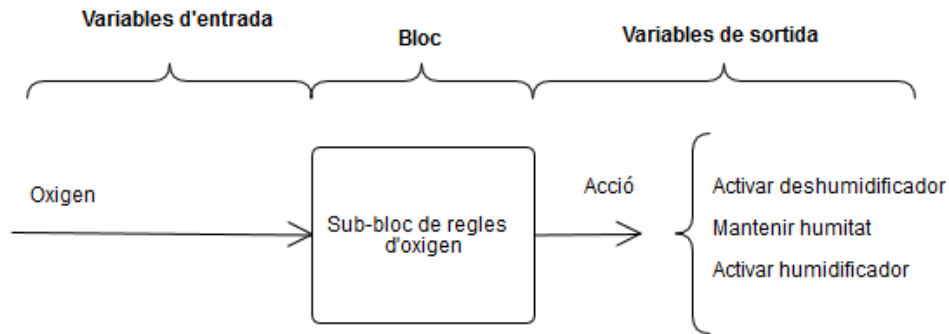 Variables d'entrada
Bloc
Variables de sortida
Oxigen
Sub-bloc de regles
d'oxigen
Acció
Activar deshumidificador
Mantenir humitat
Activar humidificador